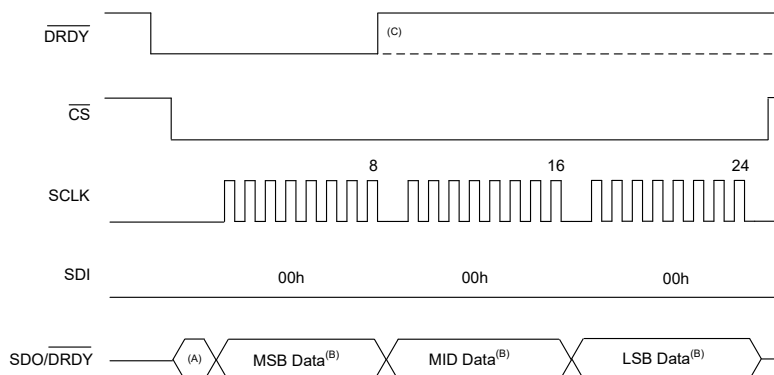 DRDY
(C)
CS
8
16
24
SCLK
SDI
00h
00h
00h
SDO/DRDY
(A)
MSB Data(B)
MID Data(B)
LSB Data(B)